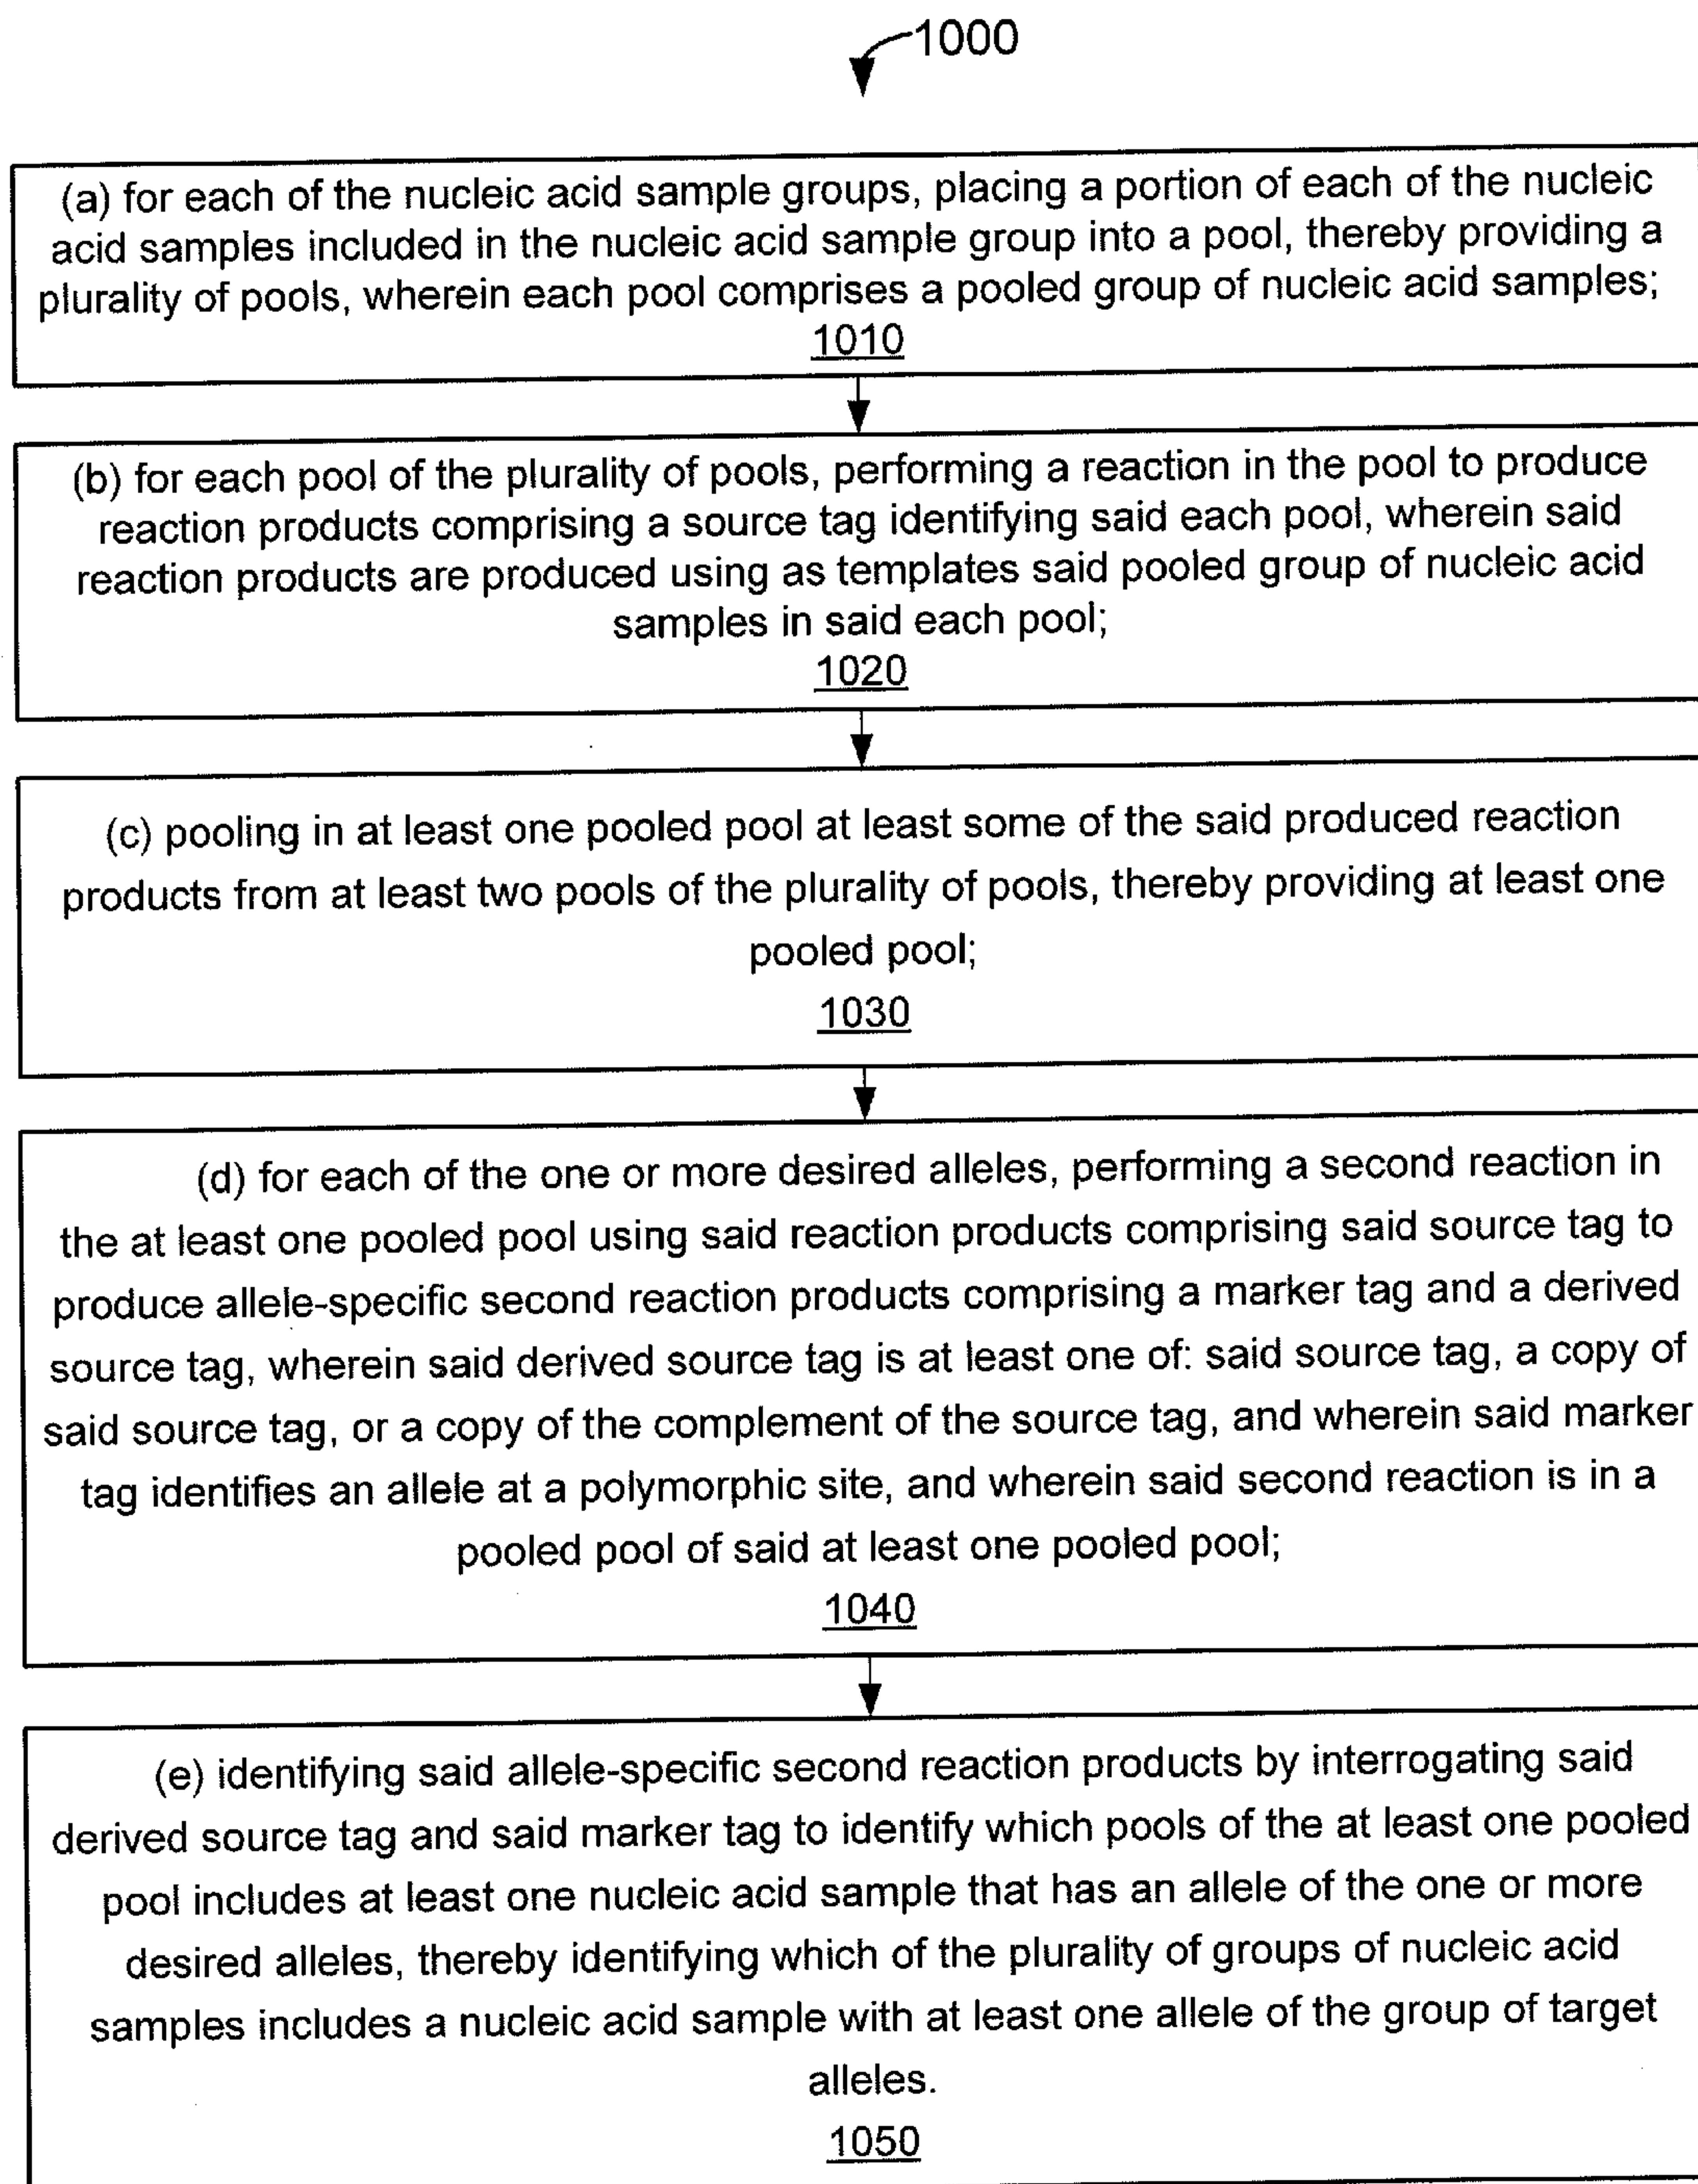 1000
(a) for each of the nucleic acid sample groups, placing a portion of each of the nucleic
acid samples included in the nucleic acid sample group into a pool, thereby providing a
plurality of pools, wherein each pool comprises a pooled group of nucleic acid samples;
1010
(b) for each pool of the plurality of pools, performing a reaction in the pool to produce
reaction products comprising a source tag identifying said each pool, wherein said
reaction products are produced using as templates said pooled group of nucleic acid
samples in said each pool;
1020
(c) pooling in at least one pooled pool at least some of the said produced reaction
products from at least two pools of the plurality of pools, thereby providing at least one
pooled pool;
1030
(d) for each of the one or more desired alleles, performing a second reaction in
the at least one pooled pool using said reaction products comprising said source tag to
produce allele-specific second reaction products comprising a marker tag and a derived
source tag, wherein said derived source tag is at least one of: said source tag, a copy of
said source tag, or a copy of the complement of the source tag, and wherein said marker
tag identifies an allele at a polymorphic site, and wherein said second reaction is in a
pooled pool of said at least one pooled pool;
1040
(e) identifying said allele-specific second reaction products by interrogating said
derived source tag and said marker tag to identify which pools of the at least one pooled
pool includes at least one nucleic acid sample that has an allele of the one or more
desired alleles, thereby identifying which of the plurality of groups of nucleic acid
samples includes a nucleic acid sample with at least one allele of the group of target
alleles.
1050